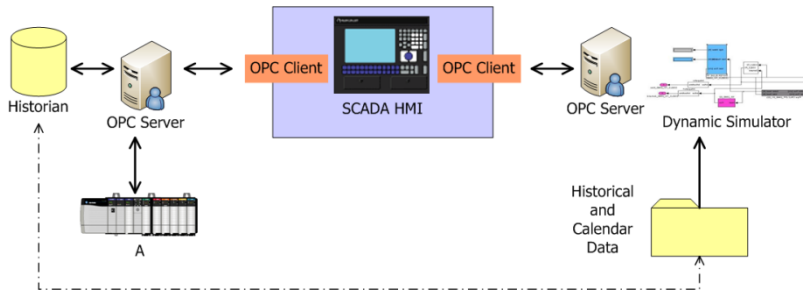 OPC Client
OPC Client
SCADA HMI
Historian
OPC Server
OPC Server
Dynamic Simulator
A
Historical
and
Calendar
Data